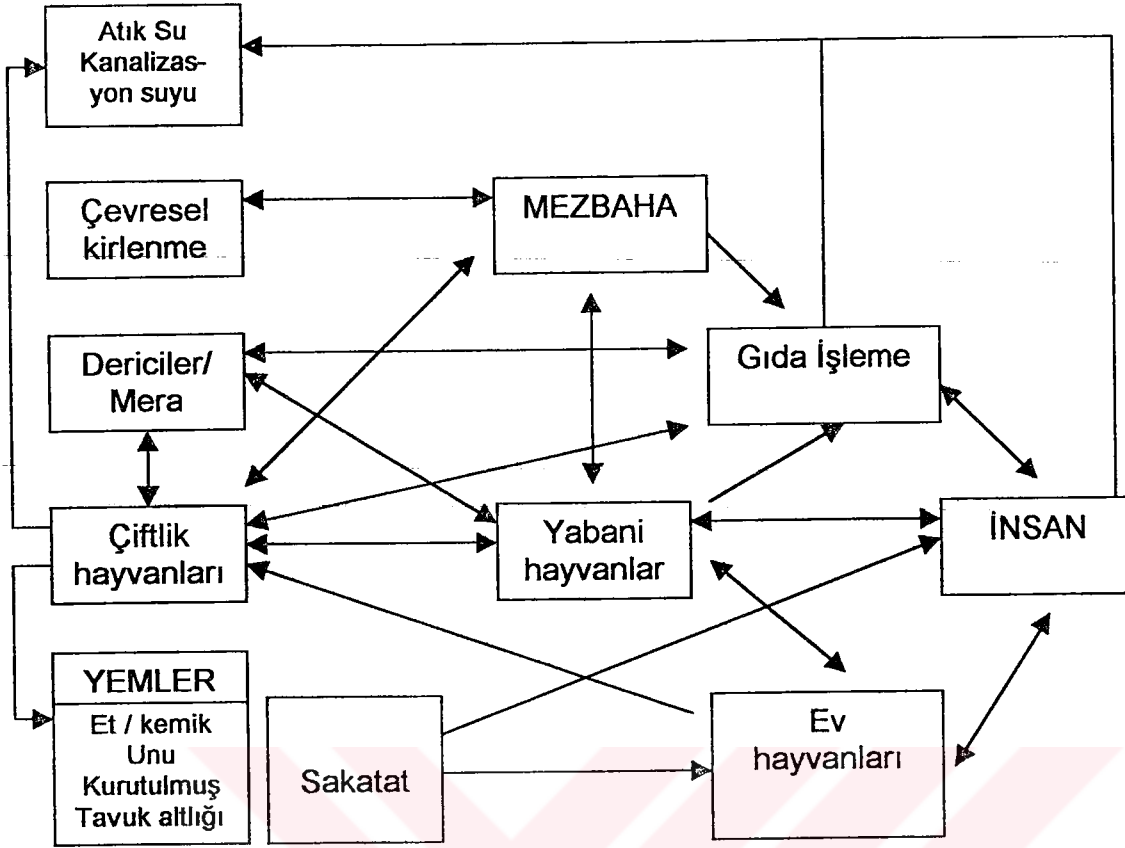 Atık Su
Kanalizas-
yon suyu
Çevresel
kirlenme
MEZBAHA
Dericiler/
Mera
Gıda İşleme
Çiftlik
hayvanları
Yabani
hayvanlar
İNSAN
YEMLER
Et / kemik
Unu
Kurutulmuş
Tavuk altlığı
Sakatat
Ev
hayvanları